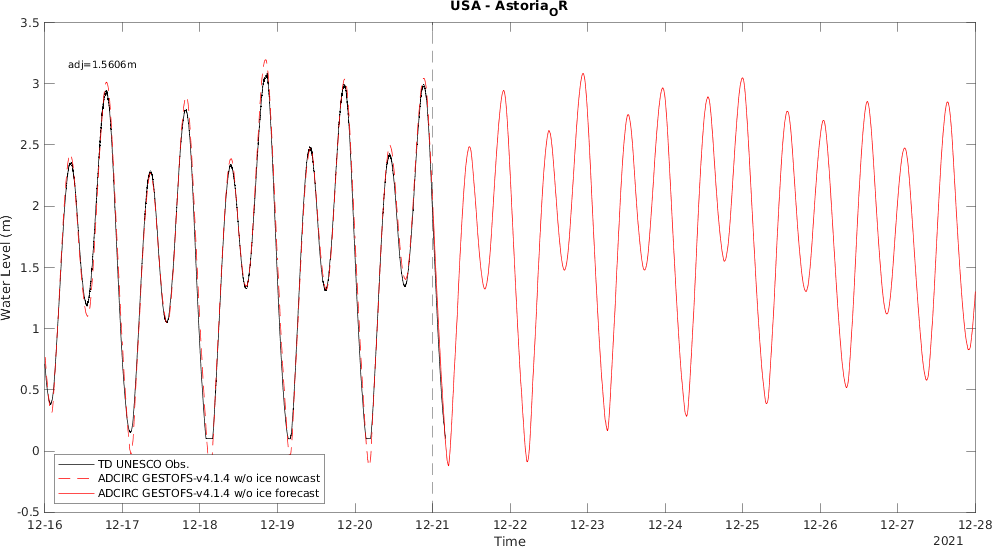 USA - Astoria_OR
adj=1.5606m
3.5
3
2.5
2
1.5
1
0.5
0
-0.5
Water Level (m)
TD UNESCO Obs.
ADCIRC GESTOFS-v4.1.4 w/o ice nowcast
ADCIRC GESTOFS-v4.1.4 w/o ice forecast
12-16 12-17 12-18 12-19 12-20 12-21 12-22 12-23 12-24 12-25 12-26 12-27 12-28
Time
2021